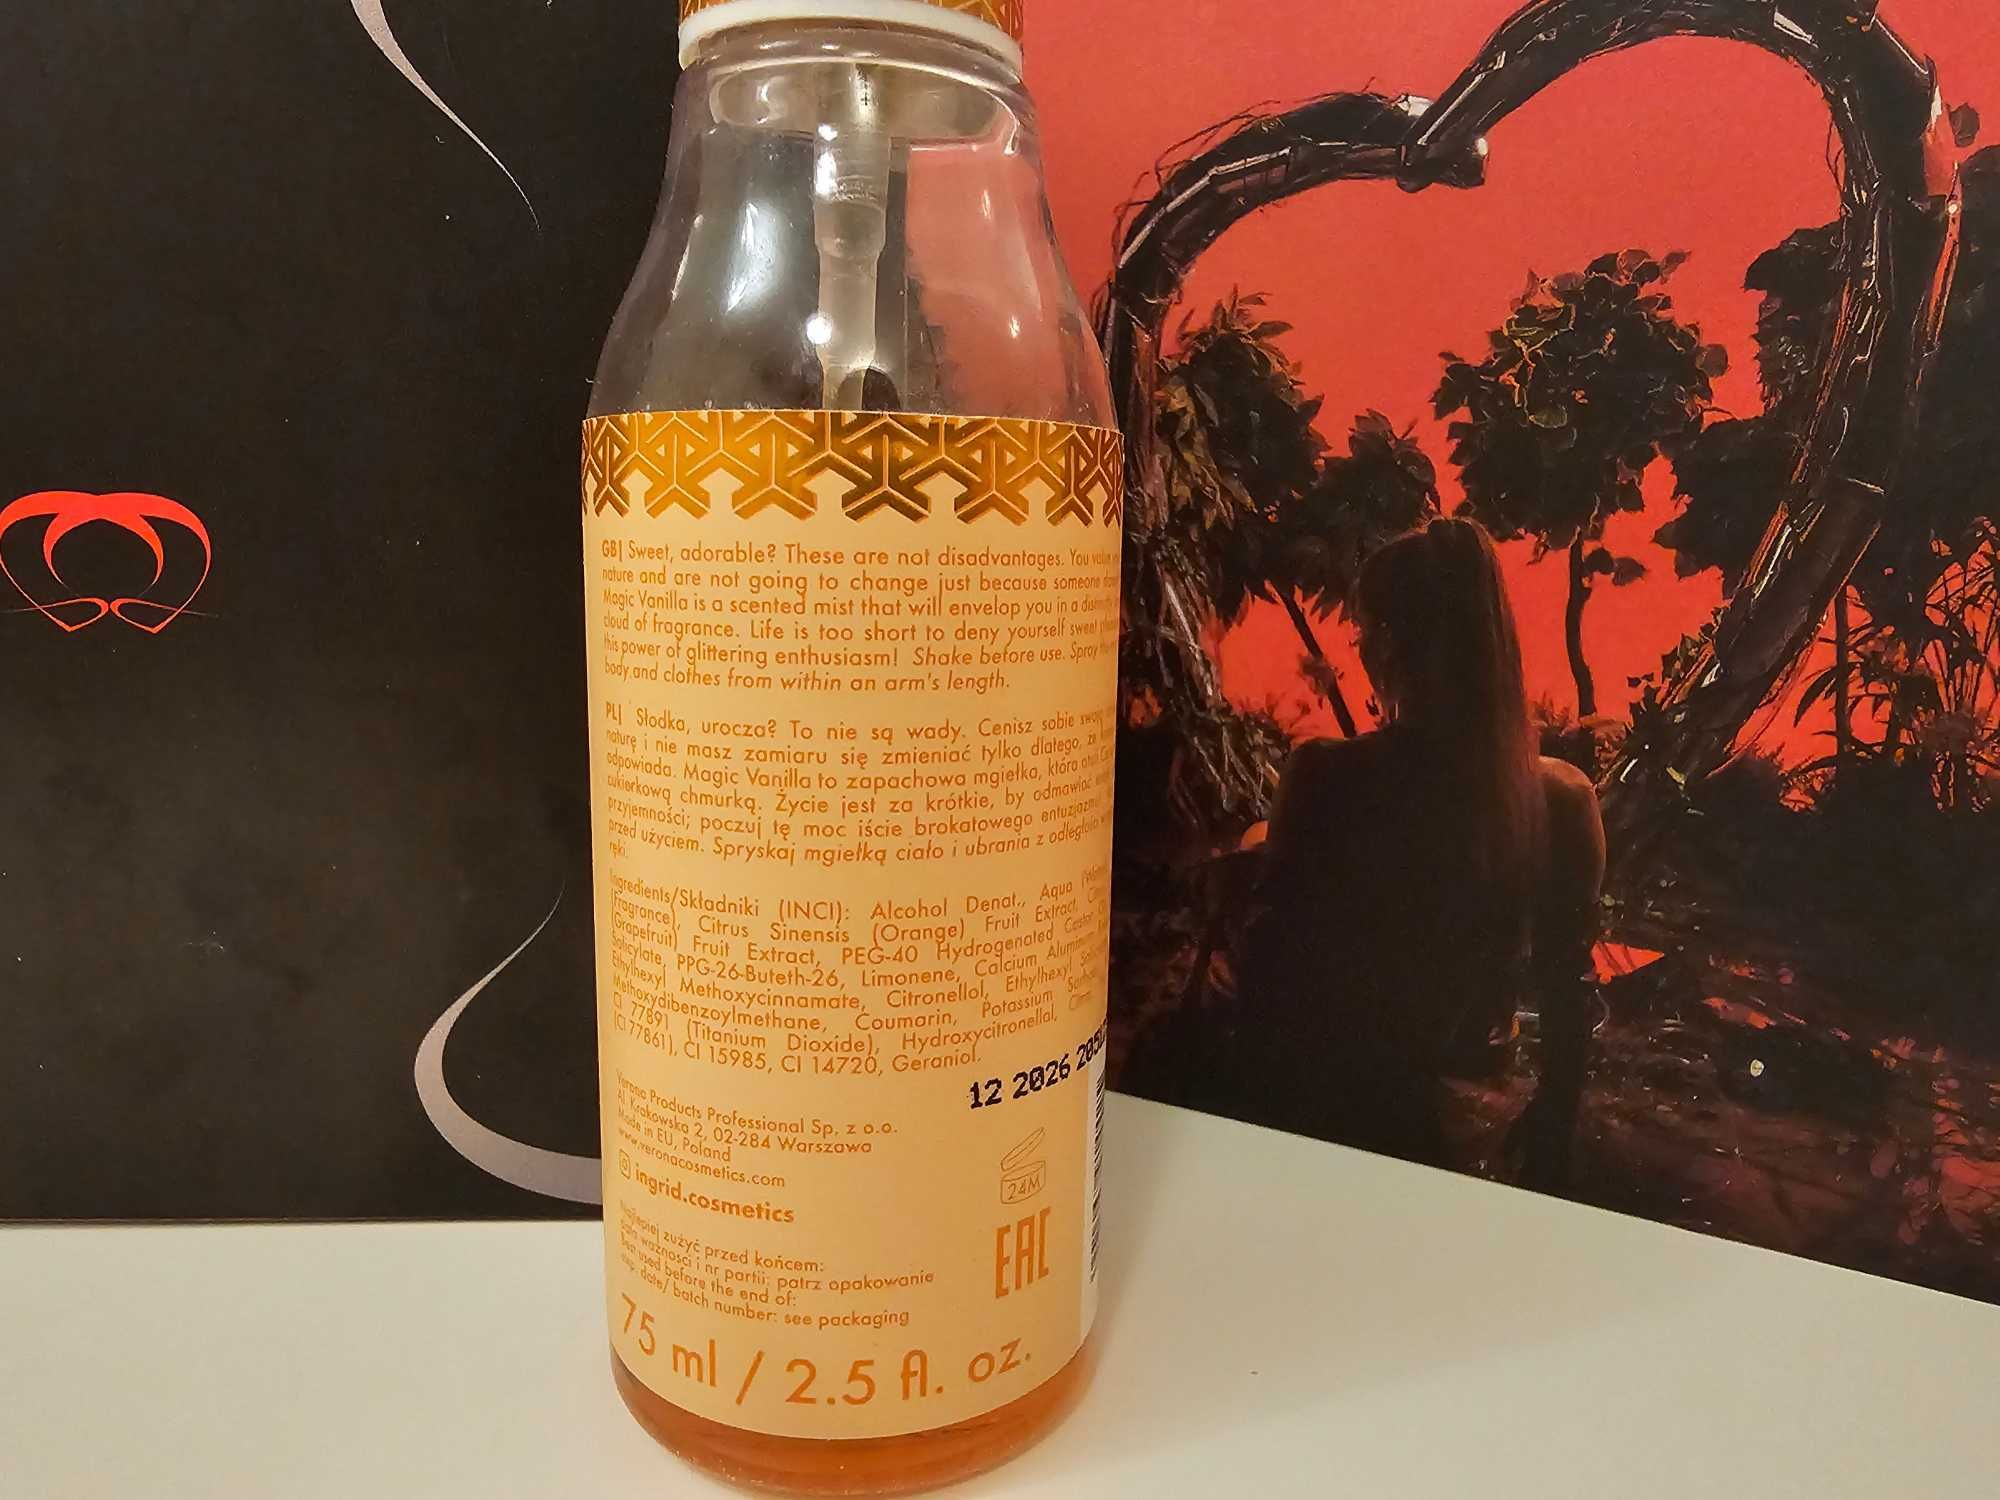 GB| Sweet, adorable? These are not disadvantages. You value
nature and are not going to change just because someone
Magic Vanilla is a scented mist that will envelop you in a
cloud of fragrance. Life is too short to deny yourself sweet
this power of glittering enthusiasm! Shake before use. Spray
body and clothes from within an arm's length.
PL| Słodka, urocza? To nie są wady. Cenisz sobie swoją
naturę i nie masz zamiaru się zmieniać tylko dlatego, że
odpowiada. Magic Vanilla to zapachowa mgiełka, która otuli
cukierkową chmurką. Życie jest za krótkie, by odmawiać
przyjemności; poczuj tę moc iście brokatowego entuzjazmu!
przed użyciem. Spryskaj mgiełką ciało i ubrania z odległości
ręki.
Ingredients/Składniki (INCI): Alcohol Denat., Aqua
(Fragrance), Citrus Sinensis (Orange) Fruit Extract,
(Grapefruit) Fruit Extract, PEG-40 Hydrogenated Castor
Salicylate, PPG-26-Buteth-26, Limonene, Calcium Aluminum
Ethylhexyl Methoxycinnamate, Citronellol, Ethylhexyl
Methoxydibenzoylmethane, Coumarin, Potassium
CI 77891 (Titanium Dioxide), Hydroxycitronellal,
(CI 77861), CI 15985, CI 14720, Geraniol.
12 2026
Verona Products Professional Sp. z o.o.
Al. Krakowska 2, 02-284 Warszawa
Made in EU, Poland
www.veronacosmetics.com
ingrid.cosmetics
24M
EAC
Najlepiej zużyć przed końcem:
data ważności i nr partii: patrz opakowanie
Best used before the end of:
exp. date/ batch number: see packaging
75 ml / 2.5 fl. oz.